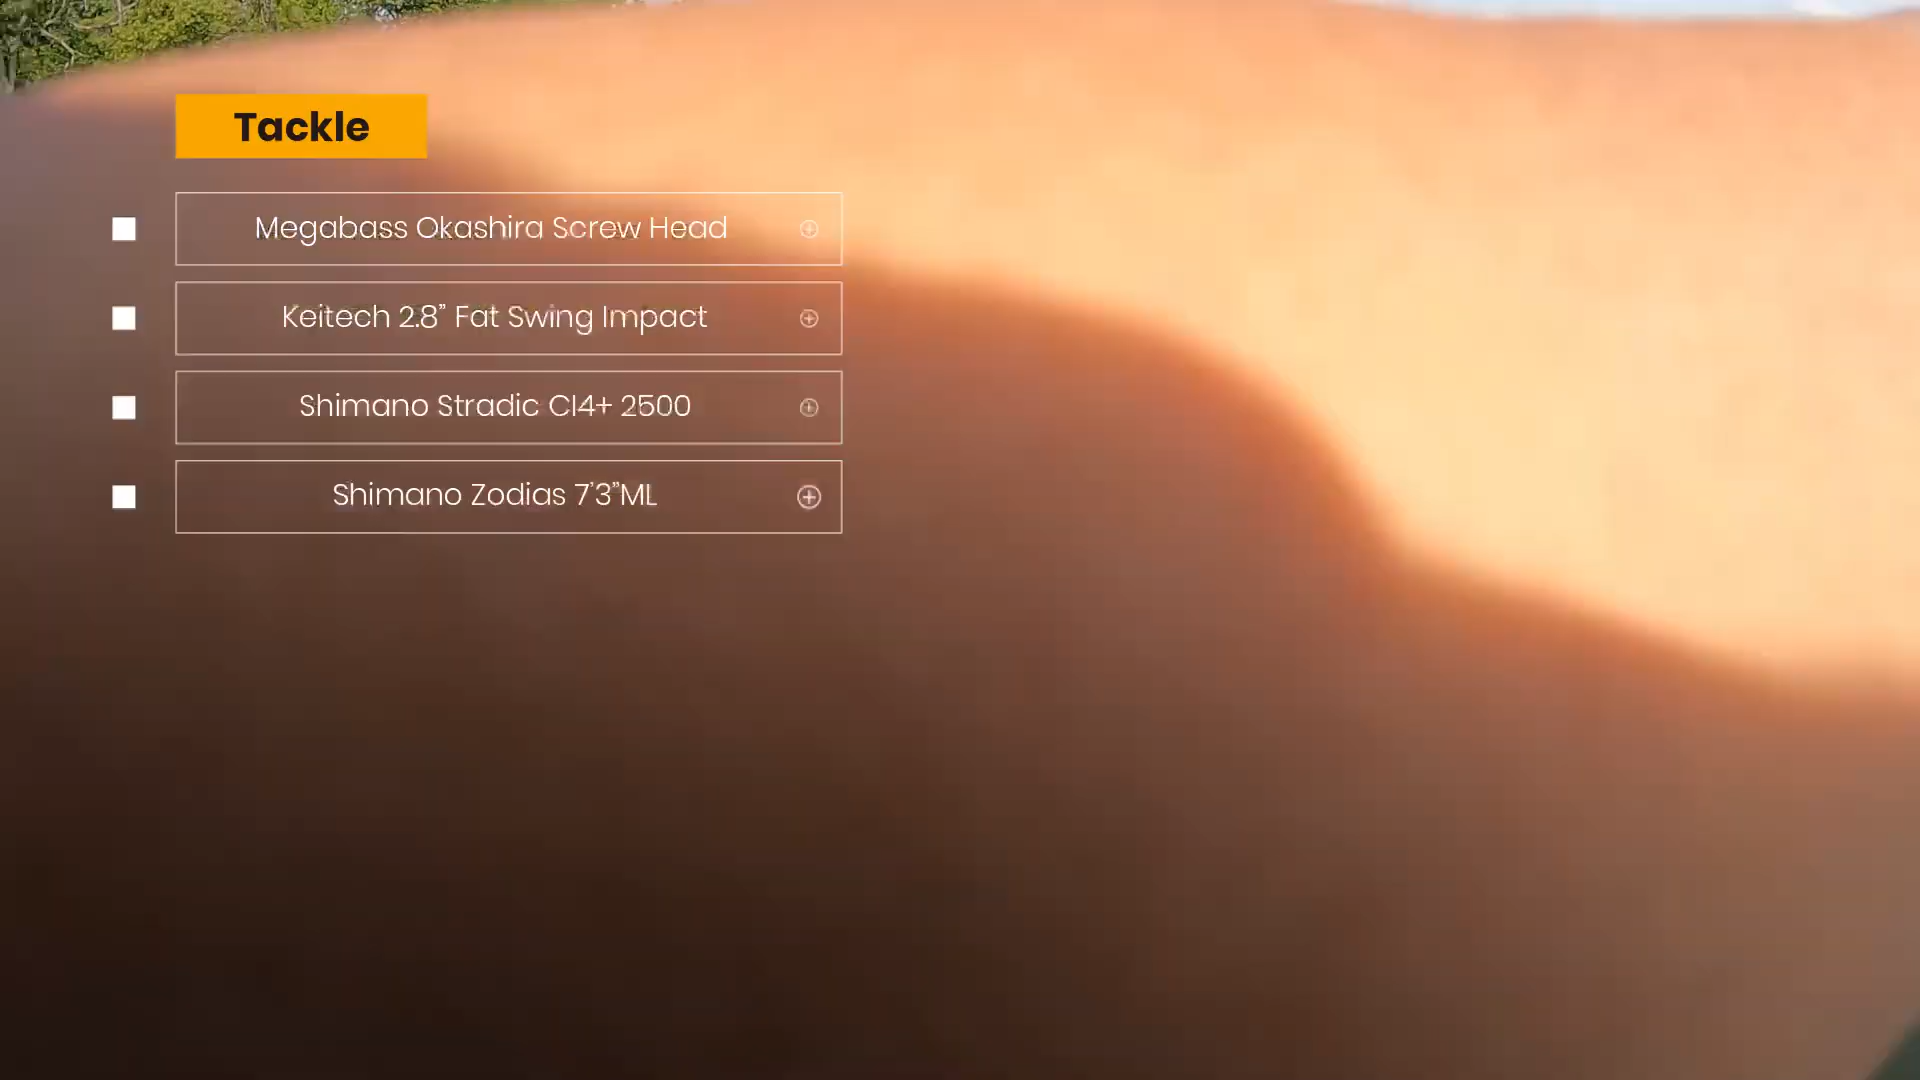 Tackle
Megabass Okashira Screw Head
Keitech 2.8” Fat Swing Impact
Shimano Stradic CI4+ 2500
Shimano Zodias 7’3”ML